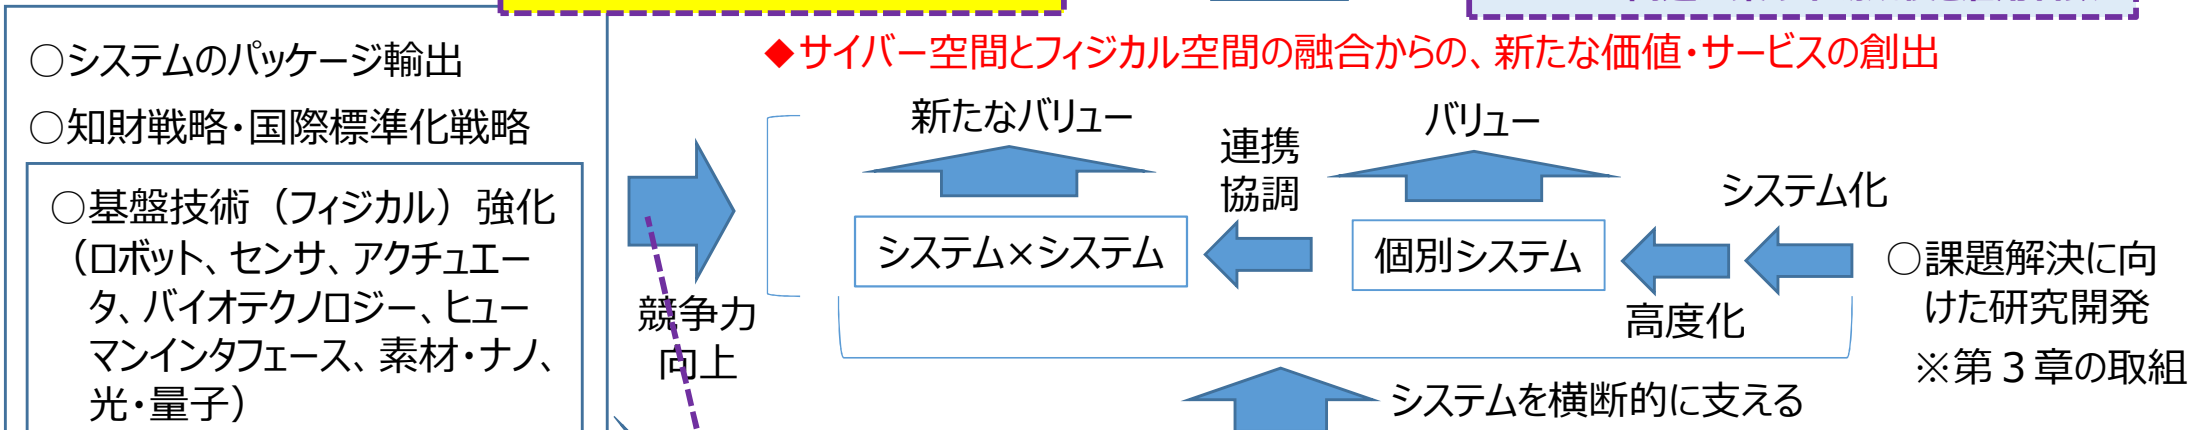 ○システムのパッケージ輸出
○知財戦略・国際標準化戦略
○基盤技術（フィジカル）強化
（ロボット、センサ、アクチュエー
タ、バイオテクノロジー、ヒュー
マンインタフェース、素材・ナノ、
光・量子）
競争力
向上
◆サイバー空間とフィジカル空間の融合からの、新たな価値・サービスの創出
新たなバリュー
連携
協調
バリュー
システム化
システム×システム
個別システム
高度化
○課題解決に向
けた研究開発
※第３章の取組
システムを横断的に支える